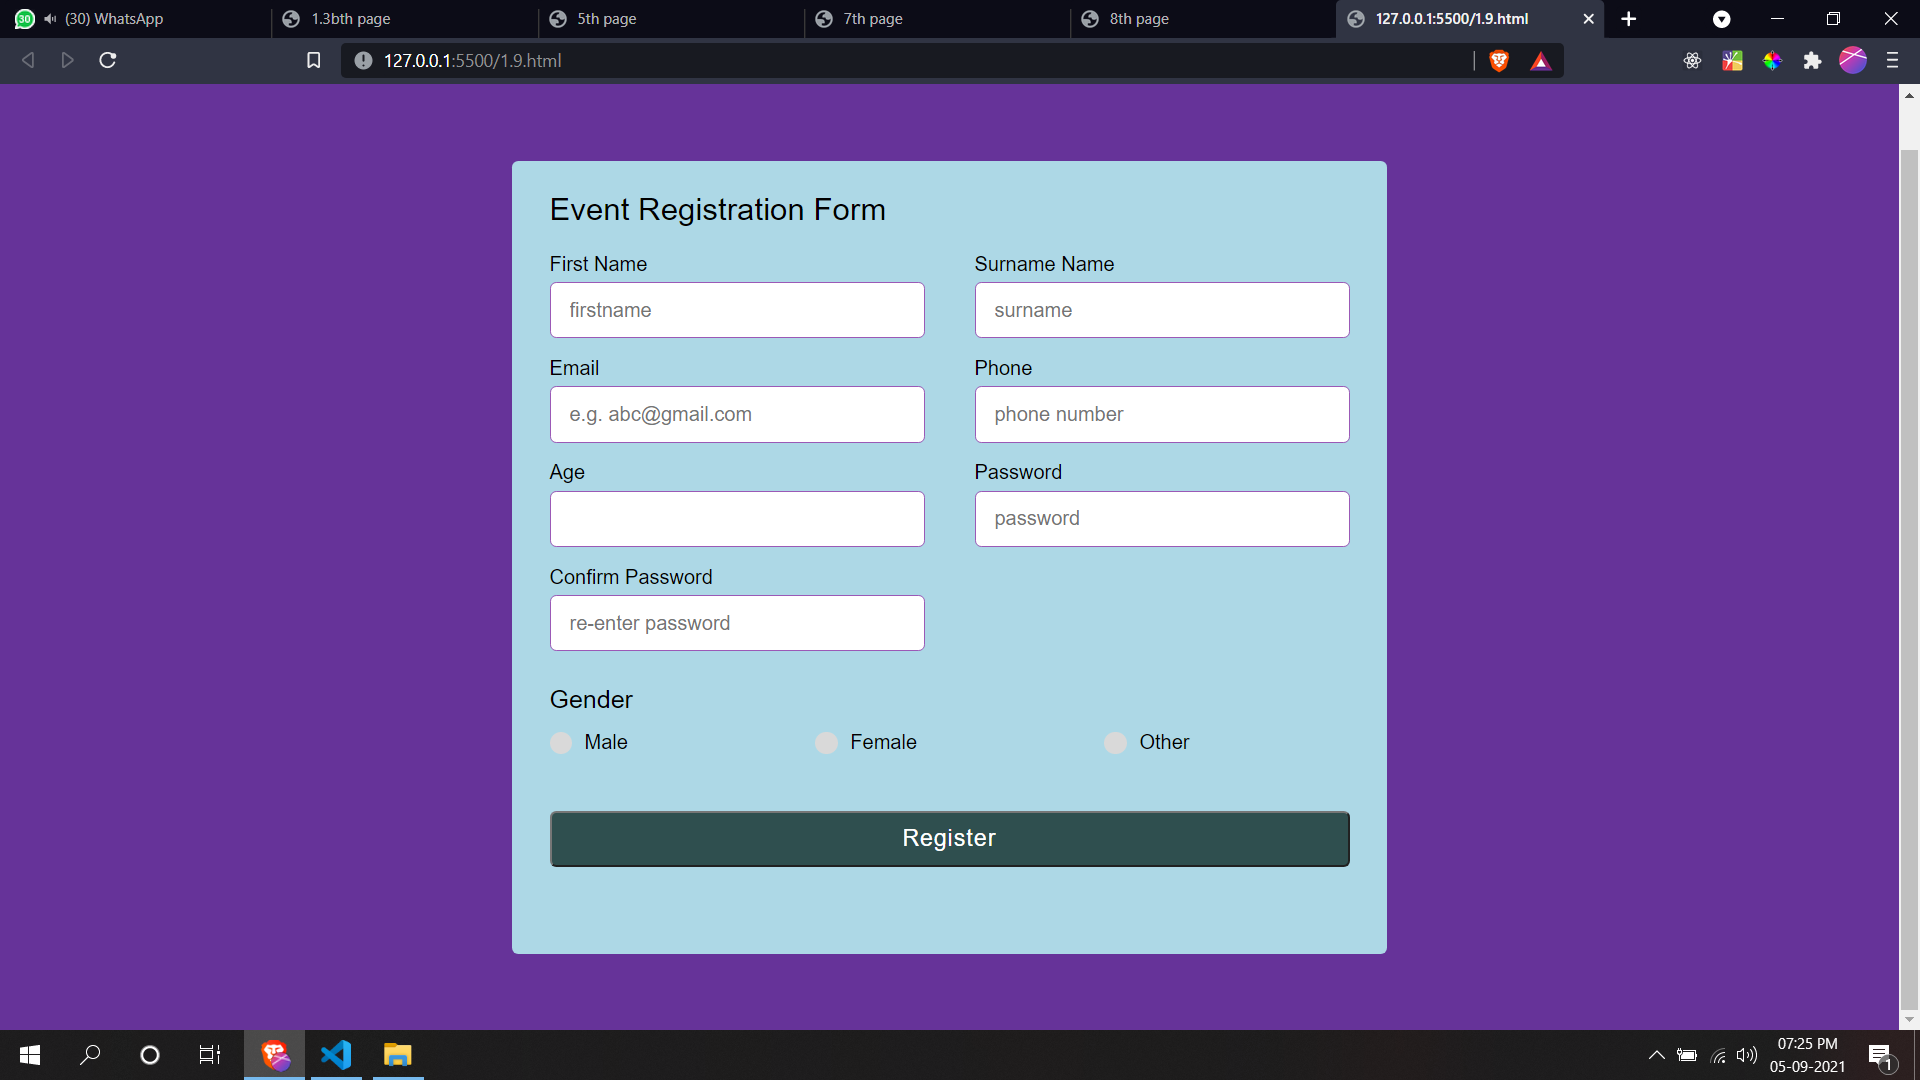 30 (30) WhatsApp 1.3bth page 5th page 7th page 8th page 127.0.0.1:5500/1.9.html
127.0.0.1:5500/1.9.html
Event Registration Form
First Name Surname Name
firstname surname
Email Phone
e.g. abc@gmail.com phone number
Age Password
password
Confirm Password
re-enter password
Gender
Male Female Other
Register
07:25 PM
05-09-2021
1